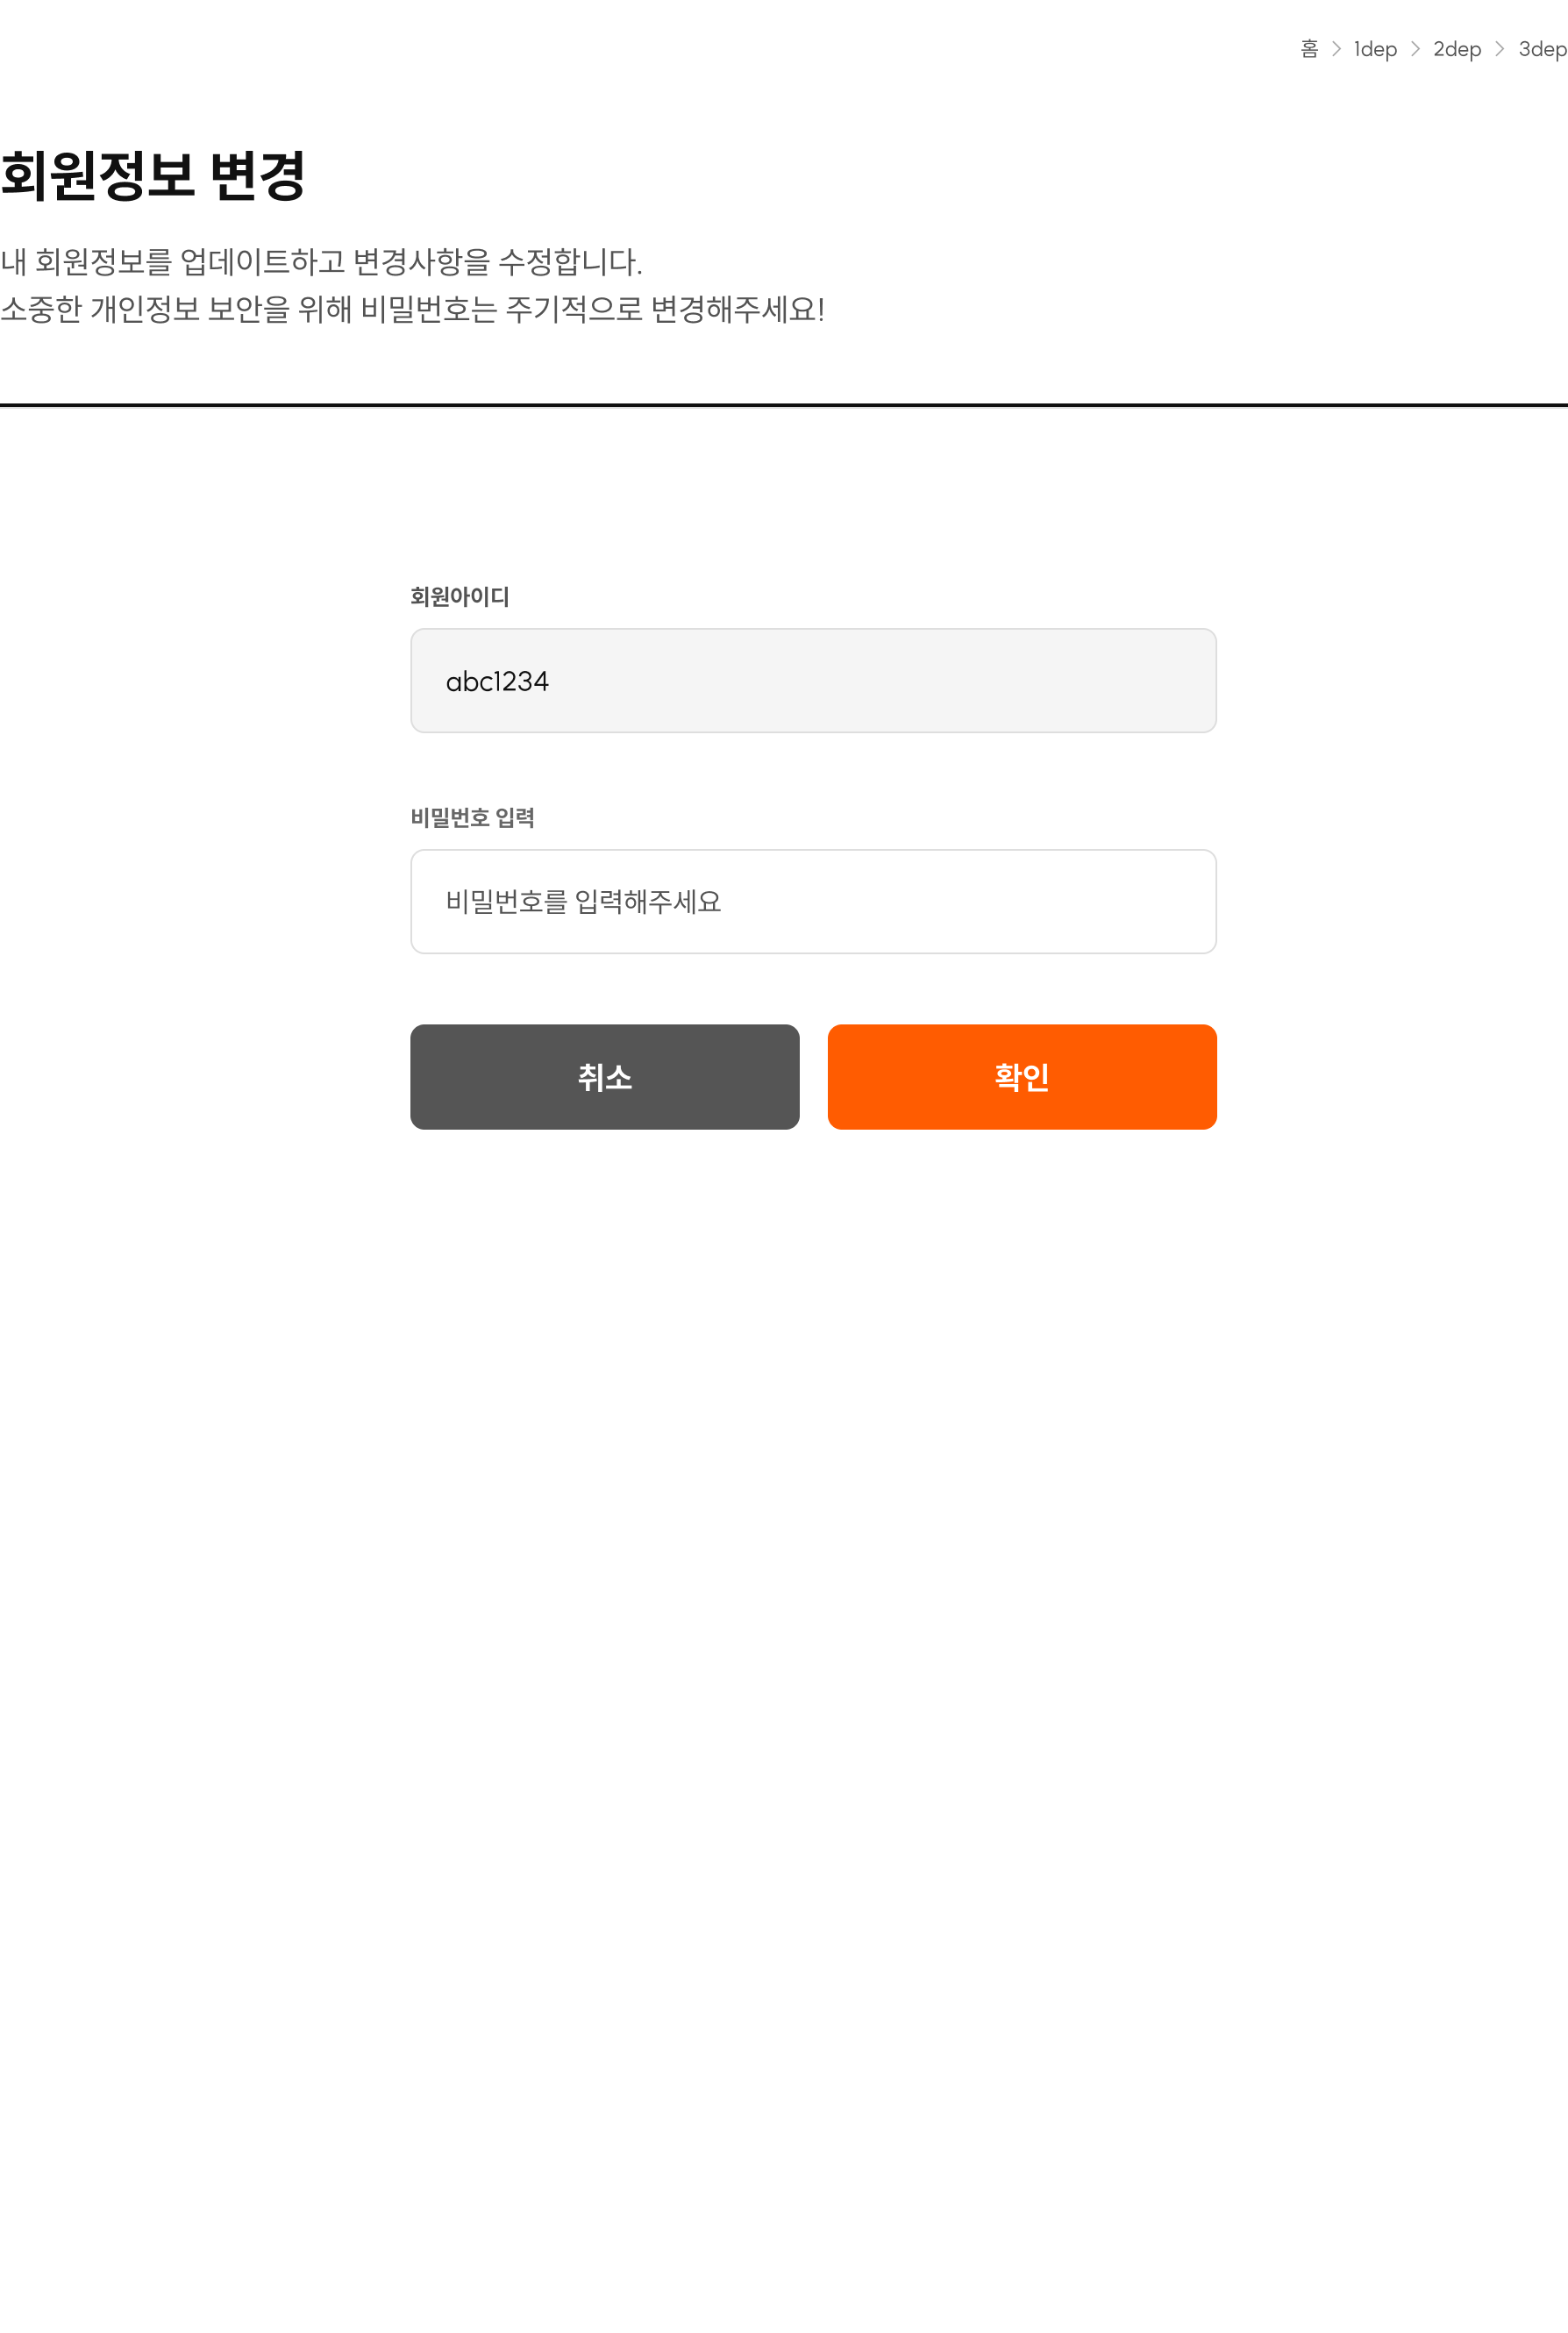 홈 > 1dep > 2dep > 3dep
회원정보 변경
내 회원정보를 업데이트하고 변경사항을 수정합니다.
소중한 개인정보 보안을 위해 비밀번호는 주기적으로 변경해주세요!
회원아이디
abc1234
비밀번호 입력
비밀번호를 입력해주세요
취소 확인